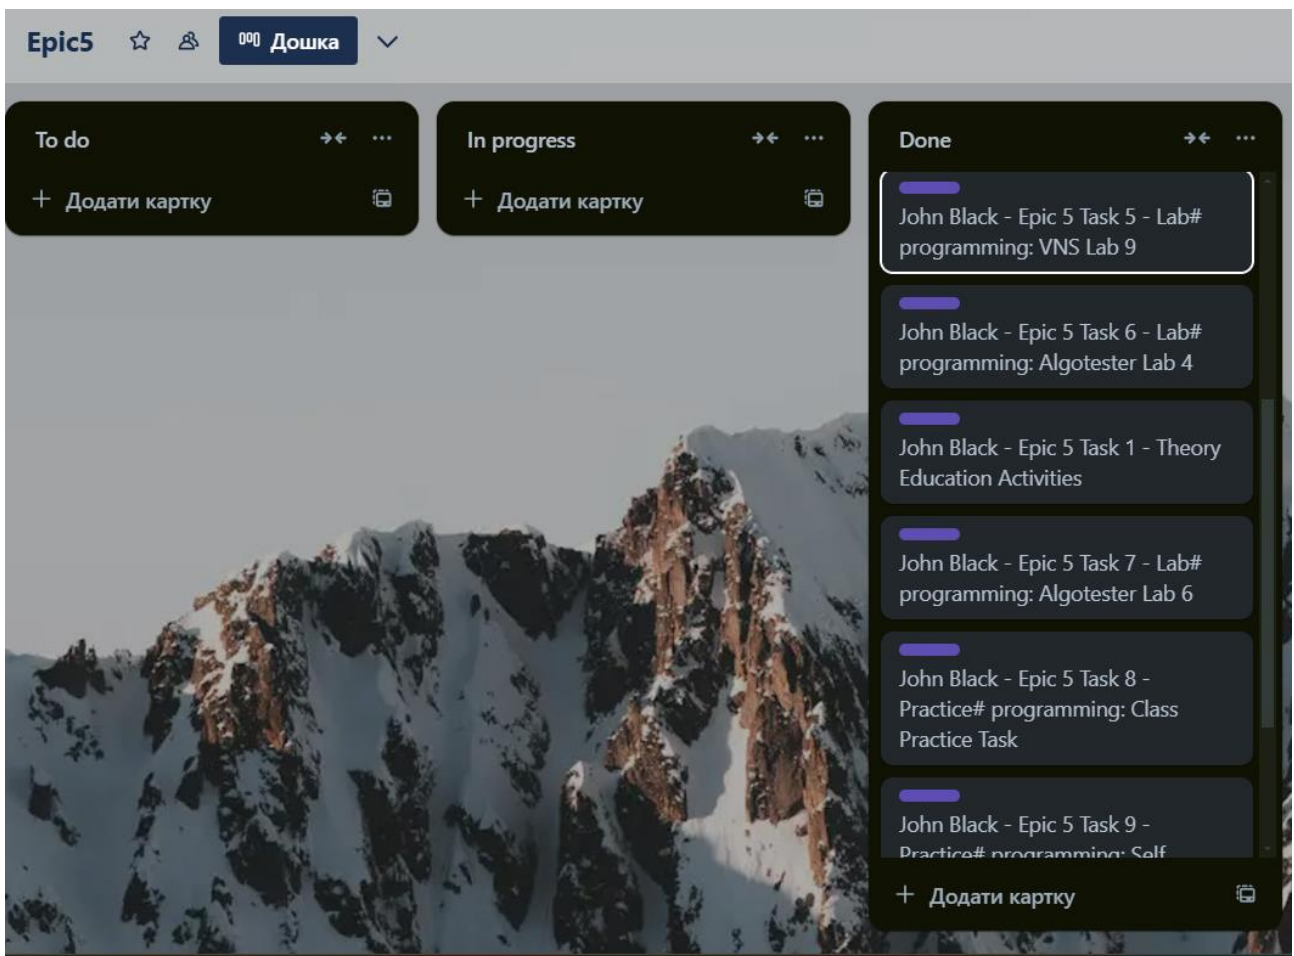 Epic5
Дошка
To do
Додати картку
In progress
Додати картку
Done
John Black - Epic 5 Task 5 - Lab#
programming: VNS Lab 9
John Black - Epic 5 Task 6 - Lab#
programming: Algotester Lab 4
John Black - Epic 5 Task 1 - Theory
Education Activities
John Black - Epic 5 Task 7 - Lab#
programming: Algotester Lab 6
John Black - Epic 5 Task 8 -
Practice# programming: Class
Practice Task
John Black - Epic 5 Task 9 -
Practice# programming: Self
Додати картку